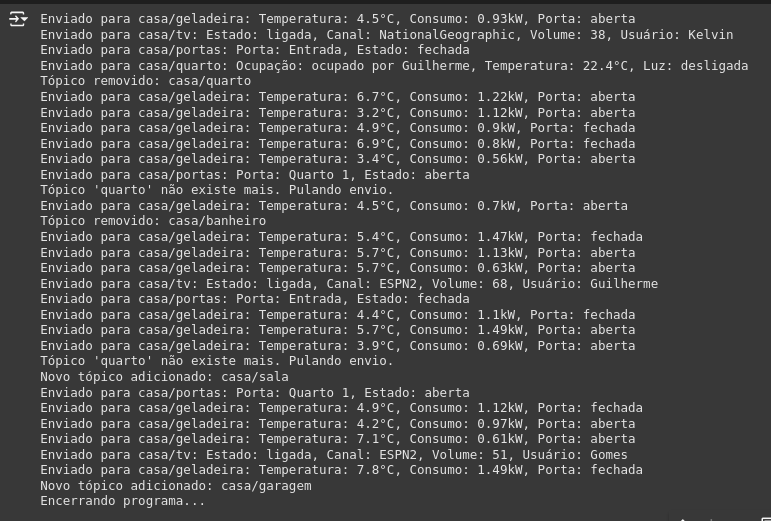 Enviado para casa/geladeira: Temperatura: 4.5°C, Consumo: 0.93kW, Porta: aberta
Enviado para casa/tv: Estado: ligada, Canal: NationalGeographic, Volume: 38, Usuário: Kelvin
Enviado para casa/portas: Porta: Entrada, Estado: fechada
Enviado para casa/quarto: Ocupação: ocupado por Guilherme, Temperatura: 22.4°C, Luz: desligada
Tópico removido: casa/quarto
Enviado para casa/geladeira: Temperatura: 6.7°C, Consumo: 1.22kW, Porta: aberta
Enviado para casa/geladeira: Temperatura: 3.2°C, Consumo: 1.12kW, Porta: aberta
Enviado para casa/geladeira: Temperatura: 4.9°C, Consumo: 0.9kW, Porta: fechada
Enviado para casa/geladeira: Temperatura: 6.9°C, Consumo: 0.8kW, Porta: fechada
Enviado para casa/geladeira: Temperatura: 3.4°C, Consumo: 0.56kW, Porta: aberta
Enviado para casa/portas: Porta: Quarto 1, Estado: aberta
Tópico 'quarto' não existe mais. Pulando envio.
Enviado para casa/geladeira: Temperatura: 4.5°C, Consumo: 0.7kW, Porta: aberta
Tópico removido: casa/banheiro
Enviado para casa/geladeira: Temperatura: 5.4°C, Consumo: 1.47kW, Porta: fechada
Enviado para casa/geladeira: Temperatura: 5.7°C, Consumo: 1.13kW, Porta: aberta
Enviado para casa/geladeira: Temperatura: 5.7°C, Consumo: 0.63kW, Porta: aberta
Enviado para casa/tv: Estado: ligada, Canal: ESPN2, Volume: 68, Usuário: Guilherme
Enviado para casa/portas: Porta: Entrada, Estado: fechada
Enviado para casa/geladeira: Temperatura: 4.4°C, Consumo: 1.1kW, Porta: fechada
Enviado para casa/geladeira: Temperatura: 5.7°C, Consumo: 1.49kW, Porta: aberta
Enviado para casa/geladeira: Temperatura: 3.9°C, Consumo: 0.69kW, Porta: aberta
Tópico 'quarto' não existe mais. Pulando envio.
Novo tópico adicionado: casa/sala
Enviado para casa/portas: Porta: Quarto 1, Estado: aberta
Enviado para casa/geladeira: Temperatura: 4.9°C, Consumo: 1.12kW, Porta: fechada
Enviado para casa/geladeira: Temperatura: 4.2°C, Consumo: 0.97kW, Porta: aberta
Enviado para casa/geladeira: Temperatura: 7.1°C, Consumo: 0.61kW, Porta: aberta
Enviado para casa/tv: Estado: ligada, Canal: ESPN2, Volume: 51, Usuário: Gomes
Enviado para casa/geladeira: Temperatura: 7.8°C, Consumo: 1.49kW, Porta: fechada
Novo tópico adicionado: casa/garagem
Encerrando programa...